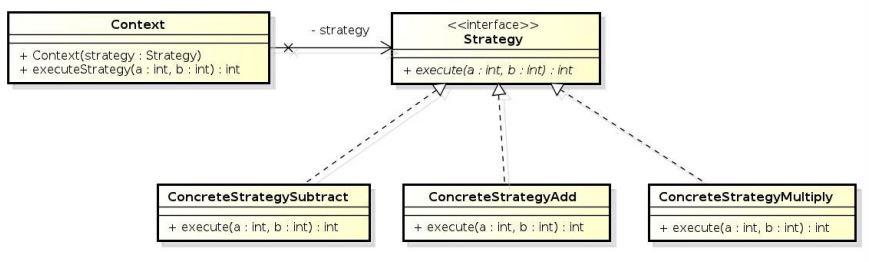 Context
+ Context(strategy : Strategy)
+ executeStrategy(a : int, b : int) : int
- strategy
<<interface>>
Strategy
+ execute(a : int, b : int) : int
ConcreteStrategySubtract
+ execute(a : int, b : int) : int
ConcreteStrategyAdd
+ execute(a : int, b : int) : int
ConcreteStrategyMultiply
+ execute(a : int, b : int) : int